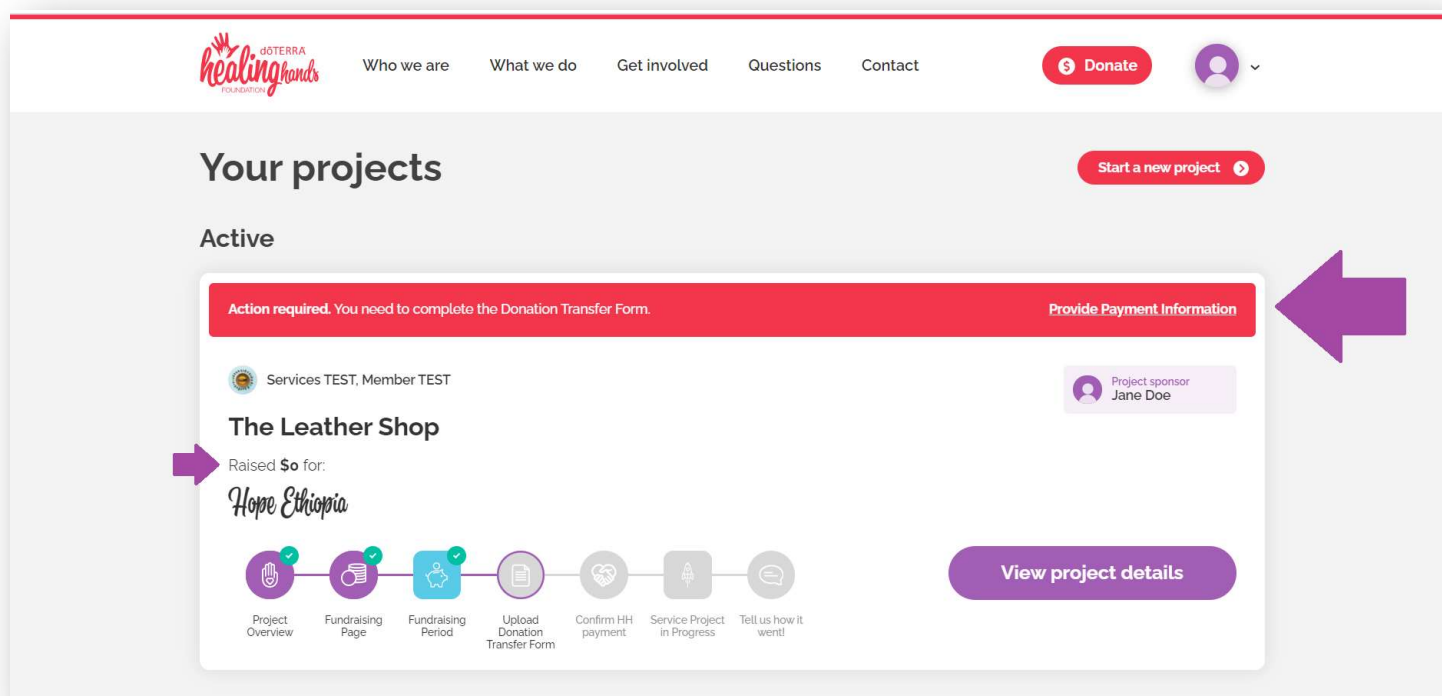 dōTERRA
healing hands
FOUNDATION
Who we are What we do Get involved Questions Contact
$ Donate
Your projects
Start a new project
Active
Action required. You need to complete the Donation Transfer Form. Provide Payment Information
Services TEST, Member TEST
Project sponsor
Jane Doe
The Leather Shop
Raised $0 for:
Hope Ethiopia
View project details
Project Overview
Fundraising Page
Fundraising Period
Upload Donation Transfer Form
Confirm HH payment
Service Project in Progress
Tell us how it went!